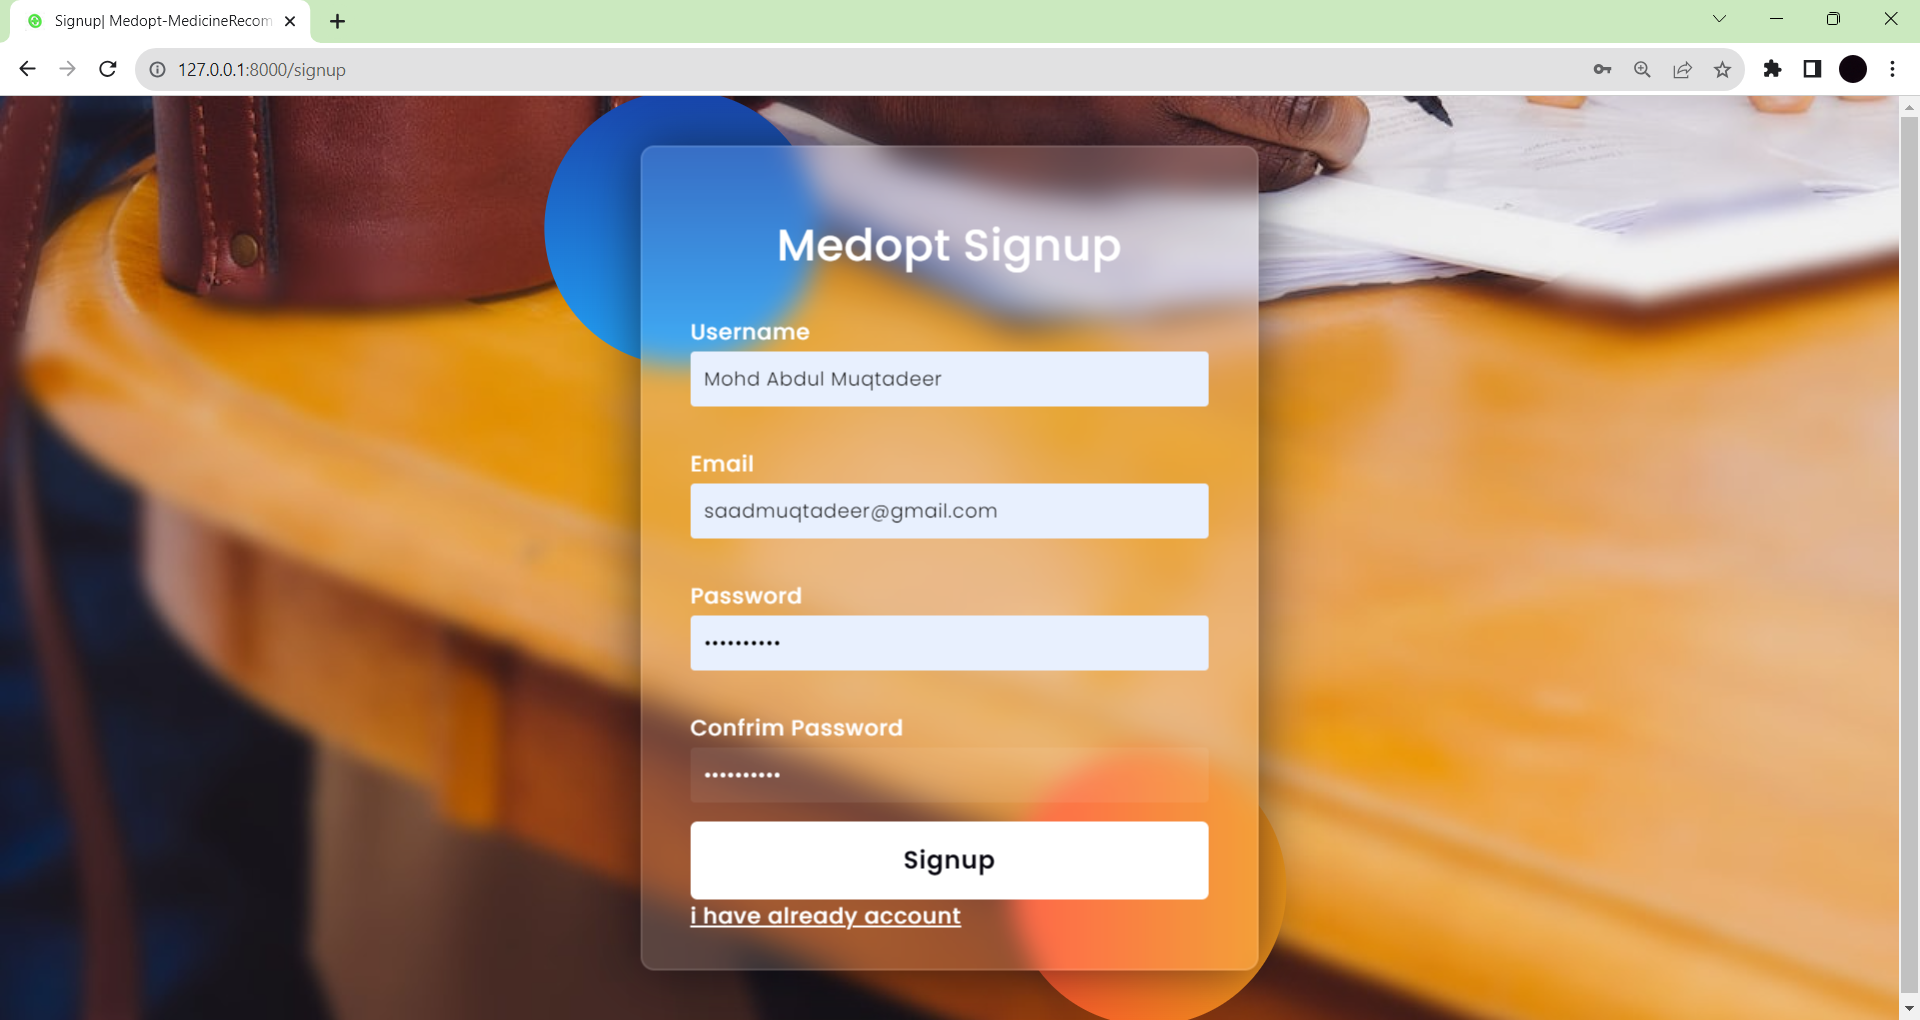 Signup| Medopt-MedicineRecom
127.0.0.1:8000/signup
Medopt Signup
Username
Mohd Abdul Muqtadeer
Email
saadmuqtadeer@gmail.com
Password
••••••••••
Confrim Password
••••••••••
Signup
i have already account